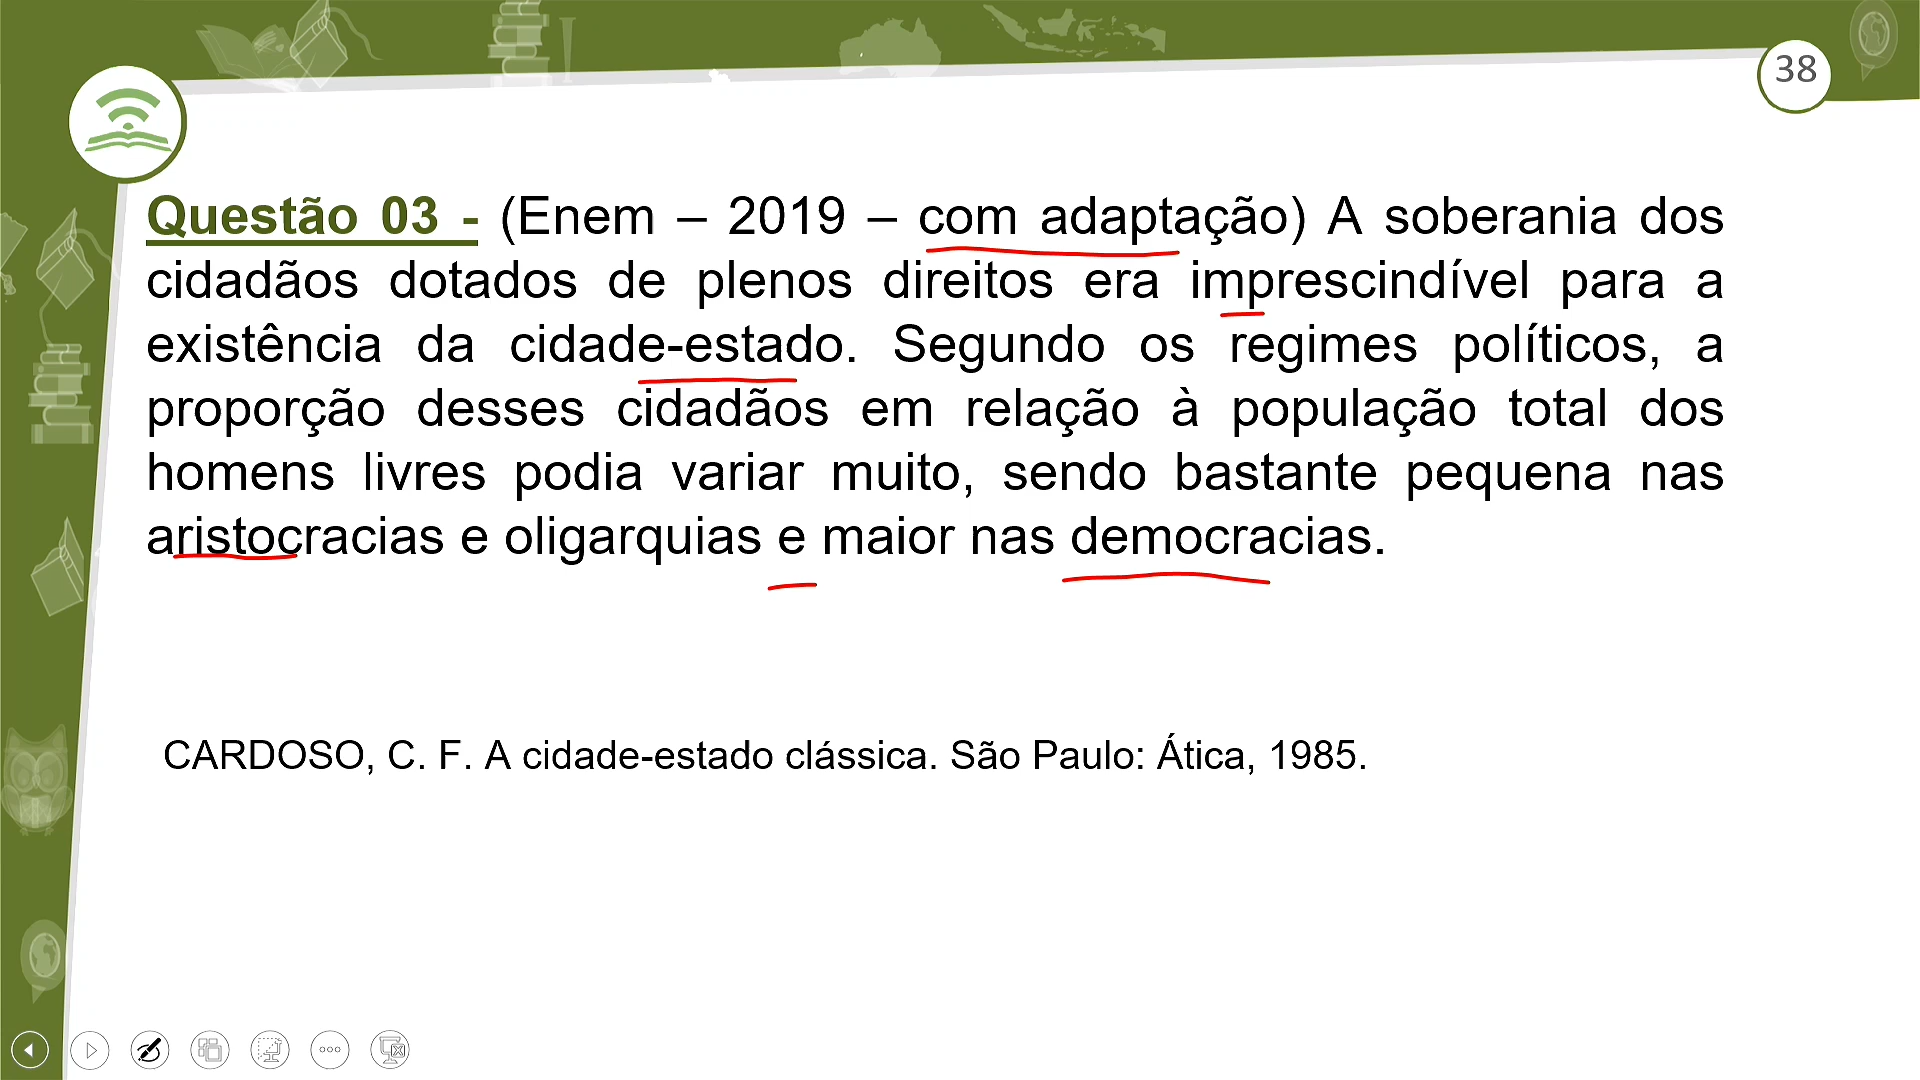 38
Questão 03 - (Enem – 2019 – com adaptação) A soberania dos
cidadãos dotados de plenos direitos era imprescindível para a
existência da cidade-estado. Segundo os regimes políticos, a
proporção desses cidadãos em relação à população total dos
homens livres podia variar muito, sendo bastante pequena nas
aristocracias e oligarquias e maior nas democracias.
CARDOSO, C. F. A cidade-estado clássica. São Paulo: Ática, 1985.